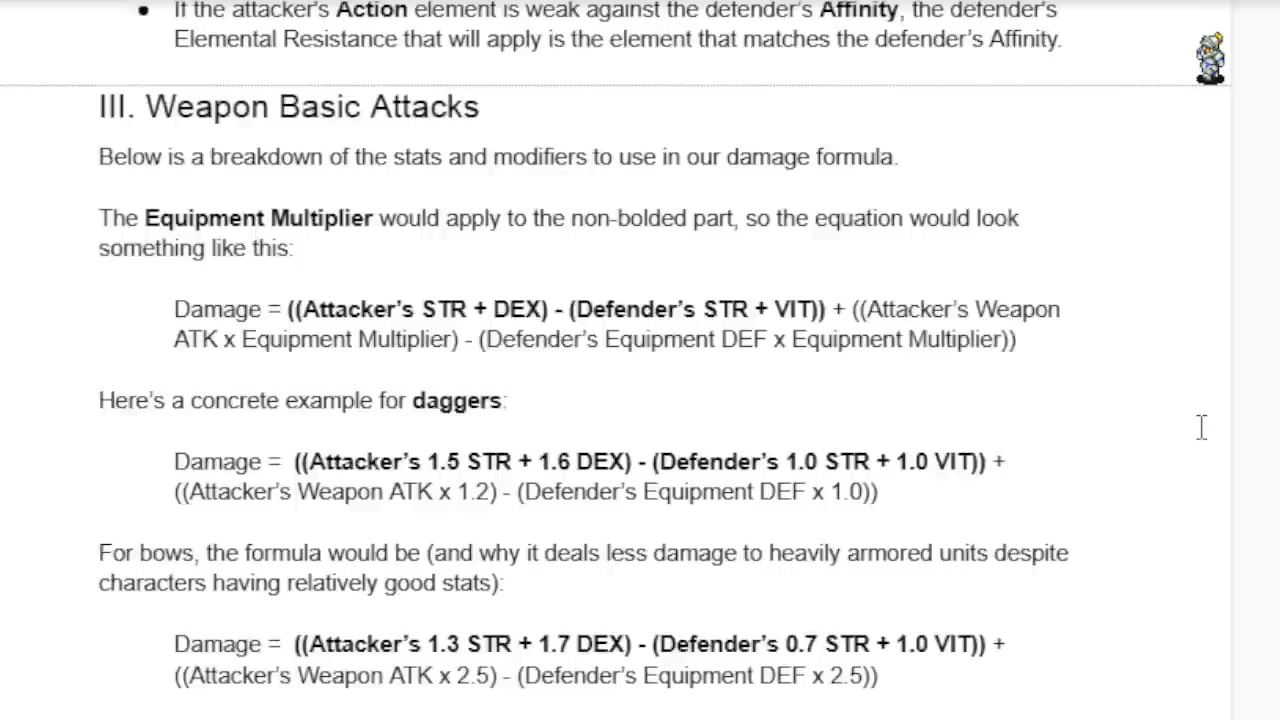 If the attacker's Action element is weak against the defender's Affinity, the defender's
Elemental Resistance that will apply is the element that matches the defender's Affinity.
III. Weapon Basic Attacks
Below is a breakdown of the stats and modifiers to use in our damage formula.
The Equipment Multiplier would apply to the non-bolded part, so the equation would look
something like this:
Damage = ((Attacker's STR + DEX) - (Defender's STR + VIT)) + ((Attacker's Weapon
ATK x Equipment Multiplier) - (Defender's Equipment DEF x Equipment Multiplier))
Here's a concrete example for daggers:
Damage = ((Attacker's 1.5 STR + 1.6 DEX) - (Defender's 1.0 STR + 1.0 VIT)) +
((Attacker's Weapon ATK x 1.2) - (Defender's Equipment DEF x 1.0))
For bows, the formula would be (and why it deals less damage to heavily armored units despite
characters having relatively good stats):
Damage = ((Attacker's 1.3 STR + 1.7 DEX) - (Defender's 0.7 STR + 1.0 VIT)) +
((Attacker's Weapon ATK x 2.5) - (Defender's Equipment DEF x 2.5))